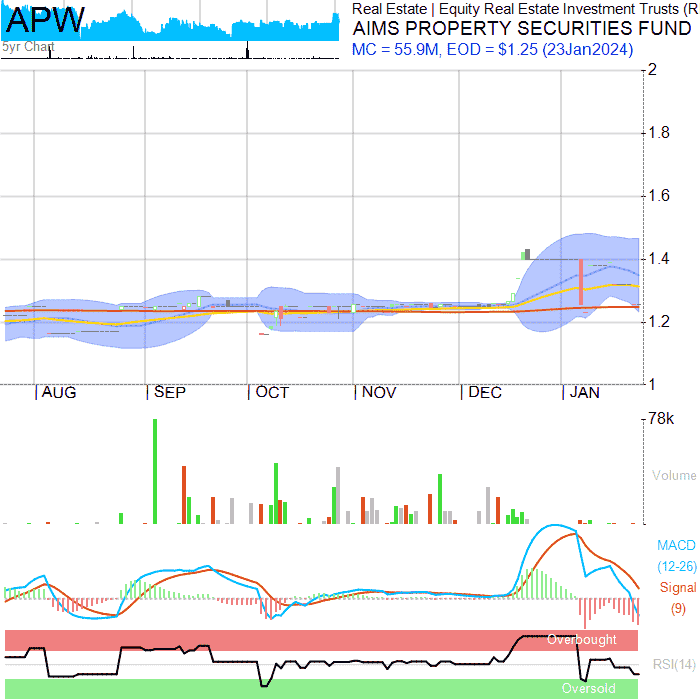 APW
5yr Chart
Real Estate | Equity Real Estate Investment Trusts (R
AIMS PROPERTY SECURITIES FUND
MC = 55.9M, EOD = $1.25 (23Jan2024)
2
1.8
1.6
1.4
1.2
1
AUG SEP OCT NOV DEC JAN
78k
Volume
MACD
(12-26)
Signal
(9)
Overbought
RSI(14)
Oversold